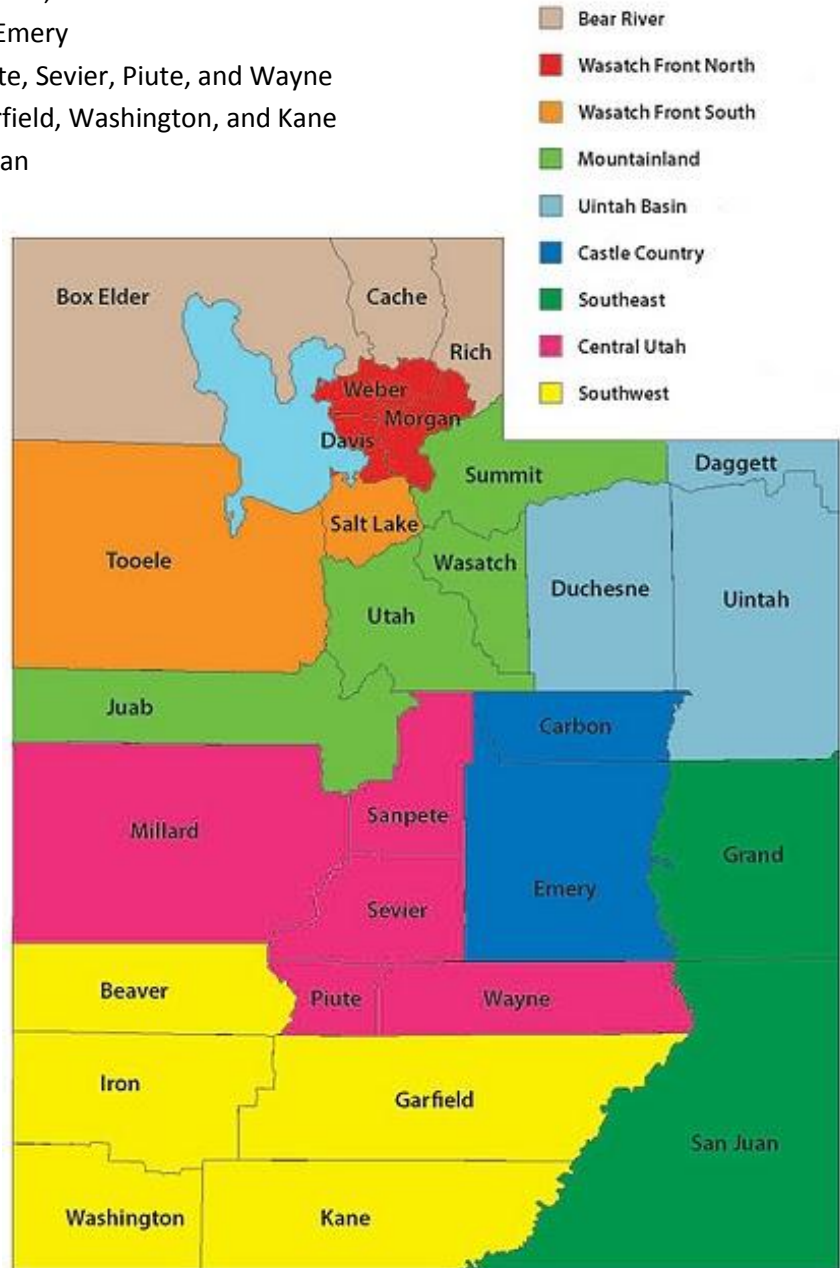 Emery
te, Sevier, Piute, and Wayne
rfield, Washington, and Kane
an
Bear River
Wasatch Front North
Wasatch Front South
Mountainland
Uintah Basin
Castle Country
Southeast
Central Utah
Southwest
Box Elder
Cache
Rich
Weber
Morgan
Davis
Summit
Daggett
Salt Lake
Tooele
Wasatch
Duchesne
Uintah
Utah
Juab
Carbon
Millard
Sanpete
Grand
Emery
Sevier
Beaver
Piute
Wayne
Iron
Garfield
San Juan
Washington
Kane